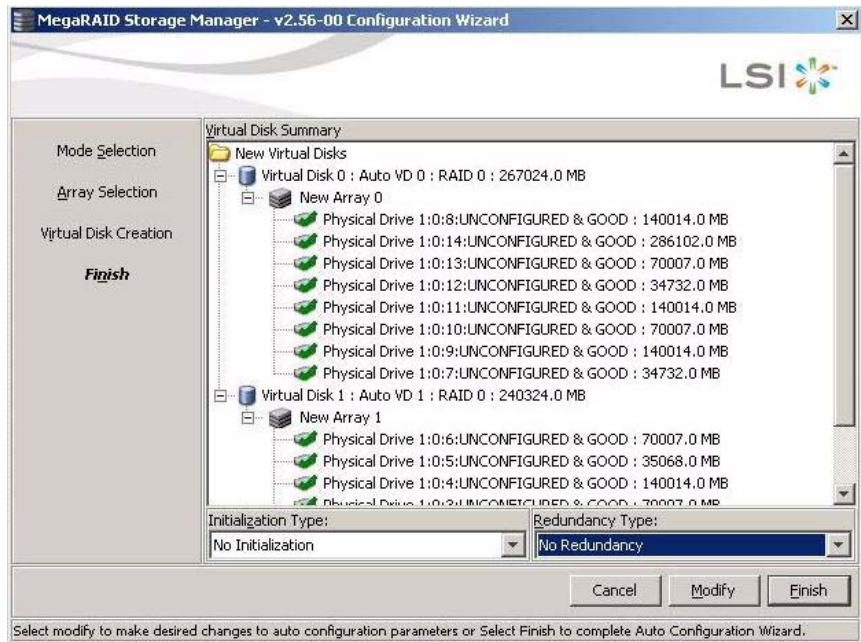 MegaRAID Storage Manager - v2.56-00 Configuration Wizard
LSI
Mode Selection
Array Selection
Virtual Disk Creation
Finish
Virtual Disk Summary
New Virtual Disks
Virtual Disk 0 : Auto VD 0 : RAID 0 : 267024.0 MB
New Array 0
Physical Drive 1:0:8:UNCONFIGURED & GOOD : 140014.0 MB
Physical Drive 1:0:14:UNCONFIGURED & GOOD : 286102.0 MB
Physical Drive 1:0:13:UNCONFIGURED & GOOD : 70007.0 MB
Physical Drive 1:0:12:UNCONFIGURED & GOOD : 34732.0 MB
Physical Drive 1:0:11:UNCONFIGURED & GOOD : 140014.0 MB
Physical Drive 1:0:10:UNCONFIGURED & GOOD : 70007.0 MB
Physical Drive 1:0:9:UNCONFIGURED & GOOD : 140014.0 MB
Physical Drive 1:0:7:UNCONFIGURED & GOOD : 34732.0 MB
Virtual Disk 1 : Auto VD 1 : RAID 0 : 240324.0 MB
New Array 1
Physical Drive 1:0:6:UNCONFIGURED & GOOD : 70007.0 MB
Physical Drive 1:0:5:UNCONFIGURED & GOOD : 35068.0 MB
Physical Drive 1:0:4:UNCONFIGURED & GOOD : 140014.0 MB
Physical Drive 1:0:3:UNCONFIGURED & GOOD : 70007.0 MB
Initialization Type:
Redundancy Type:
No Initialization
No Redundancy
Cancel
Modify
Finish
Select modify to make desired changes to auto configuration parameters or Select Finish to complete Auto Configuration Wizard.